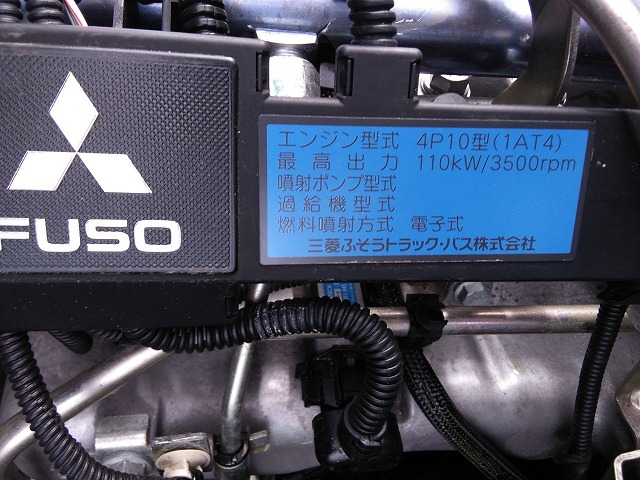 FUSO
エンジン型式 4P10型(1AT4)
最高出力 110kW/3500rpm
噴射ポンプ型式
過給機型式
燃料噴射方式 電子式
三菱ふそうトラック・バス株式会社